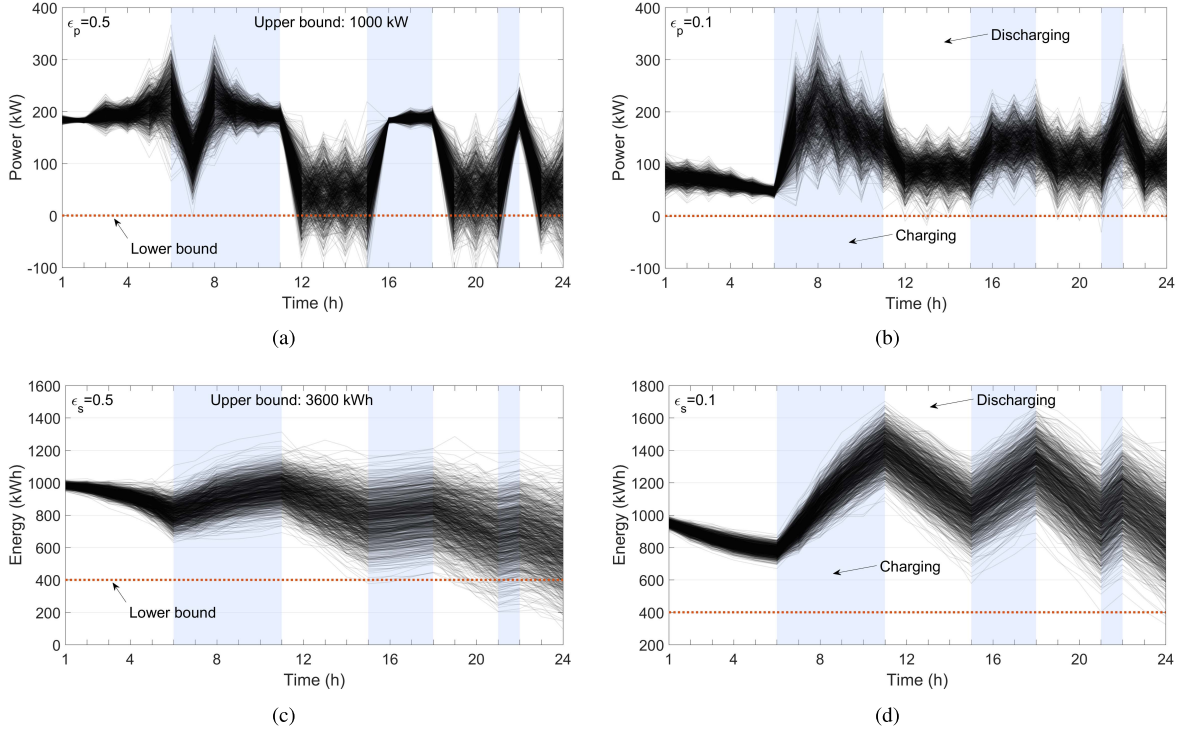 ϵp=0.5
Upper bound: 1000 kW
400
300
200
100
0
-100
Power (kW)
Lower bound
1 4 8 12 16 20 24
Time (h)
(a)
ϵp=0.1
Discharging
400
300
200
100
0
-100
Power (kW)
Charging
1 4 8 12 16 20 24
Time (h)
(b)
ϵs=0.5
Upper bound: 3600 kWh
1600
1400
1200
1000
800
600
400
200
0
Energy (kWh)
Lower bound
1 4 8 12 16 20 24
Time (h)
(c)
ϵs=0.1
Discharging
1800
1600
1400
1200
1000
800
600
400
200
Energy (kWh)
Charging
1 4 8 12 16 20 24
Time (h)
(d)